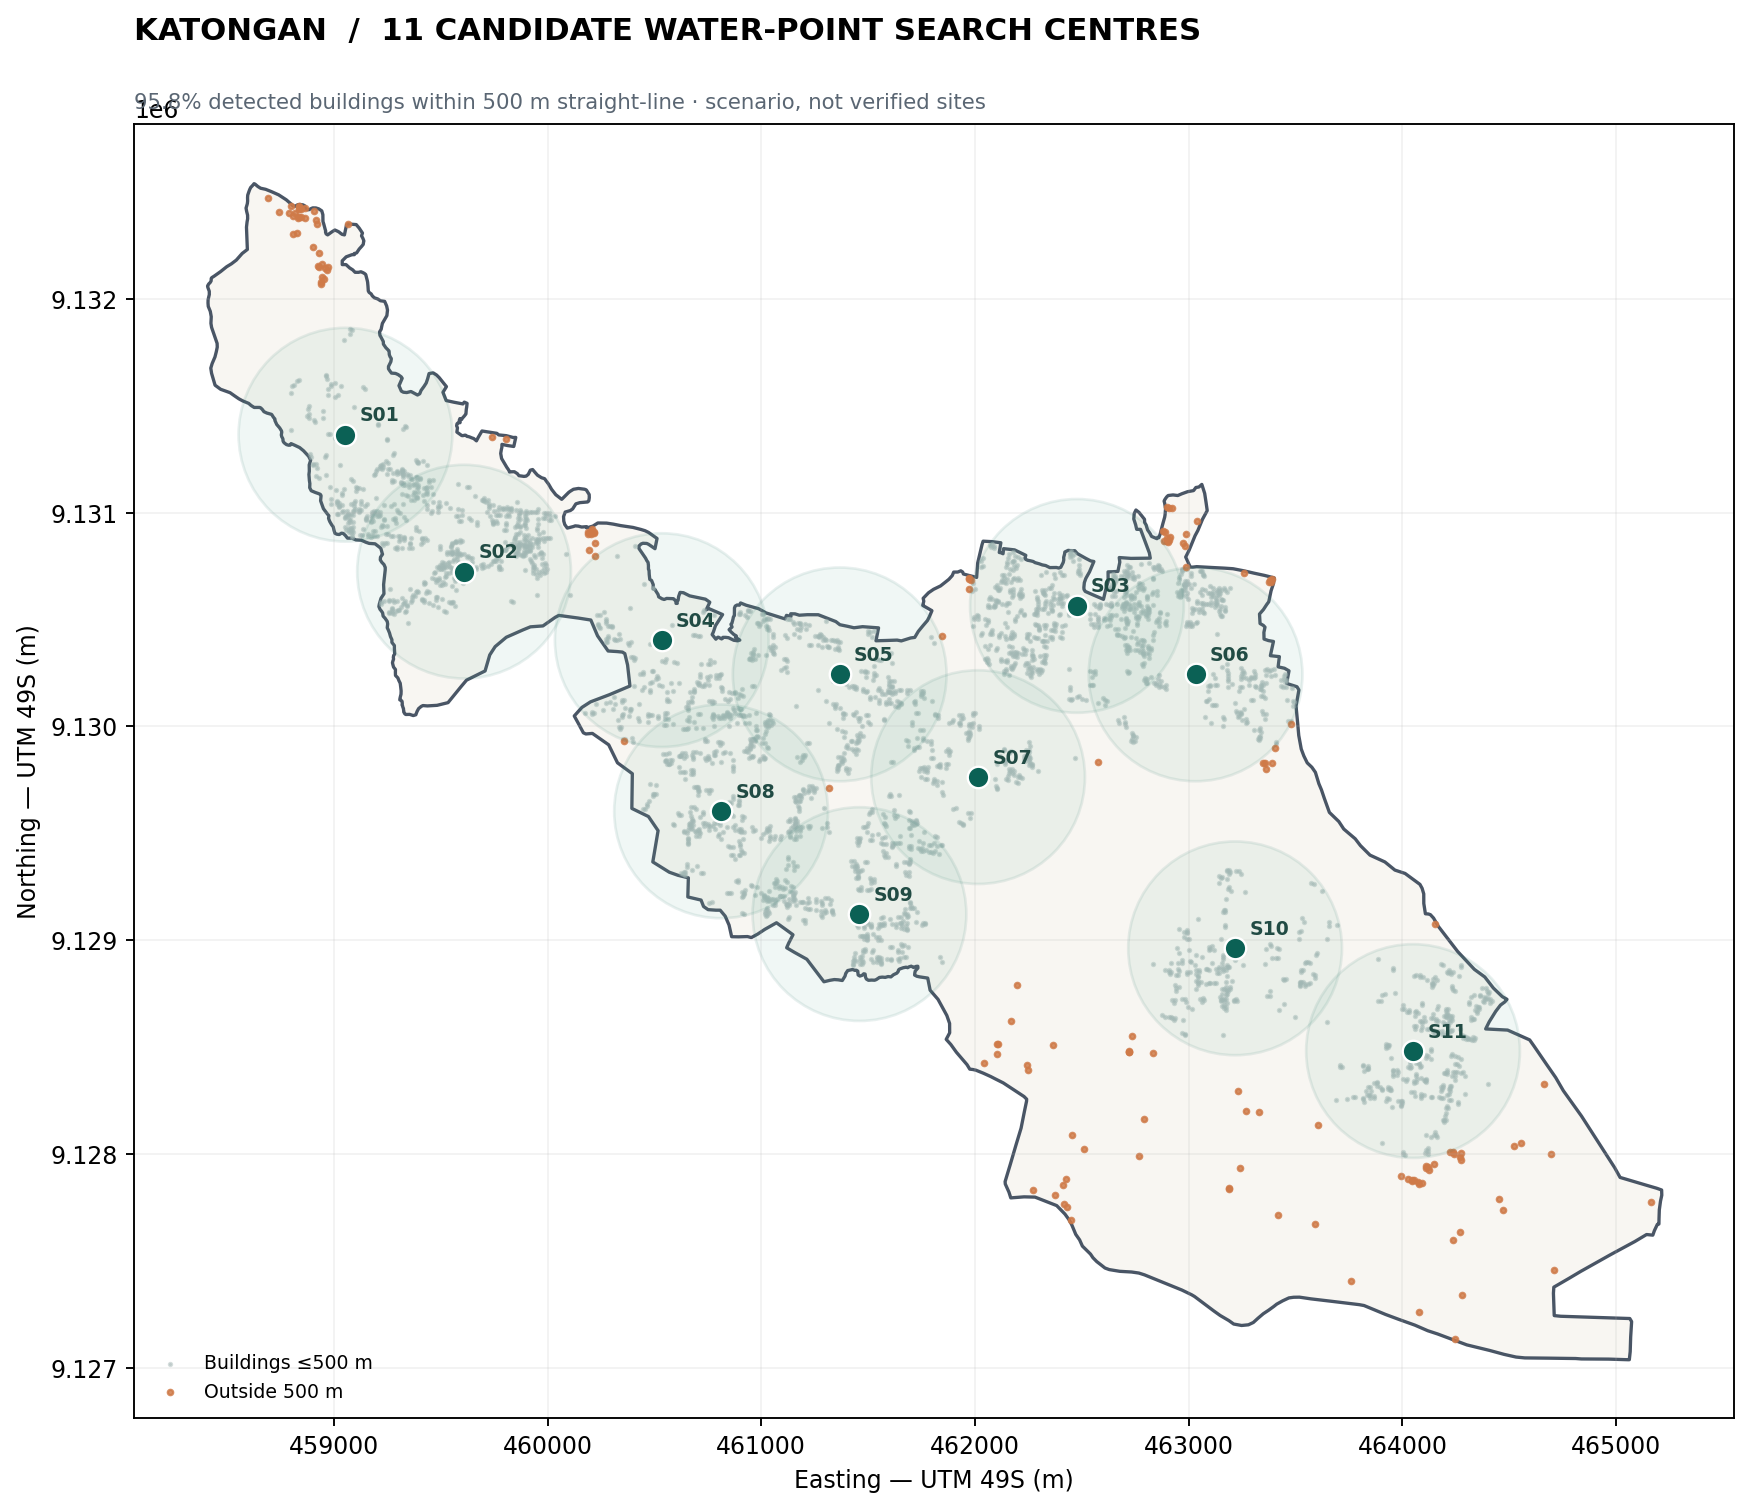 KATONGAN / 11 CANDIDATE WATER-POINT SEARCH CENTRES
95.8% detected buildings within 500 m straight-line · scenario, not verified sites
1e6
9.132
9.131
9.130
9.129
9.128
9.127
Northing — UTM 49S (m)
S01
S02
S03
S04
S05
S06
S07
S08
S09
S10
S11
Buildings ≤500 m
Outside 500 m
459000 460000 461000 462000 463000 464000 465000
Easting — UTM 49S (m)